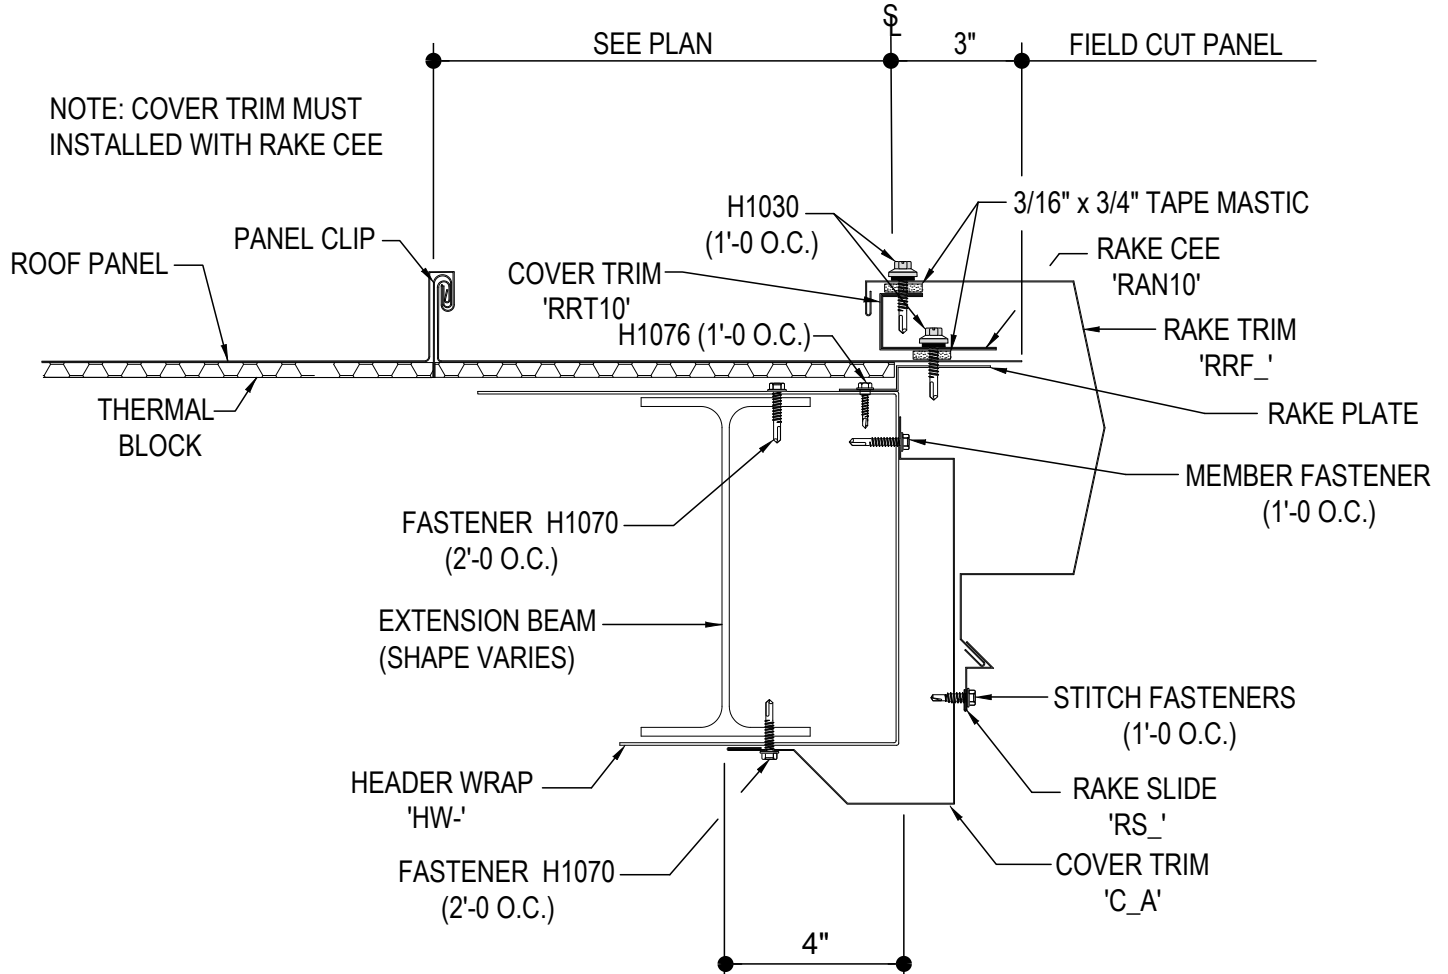 SL
SEE PLAN
3"
FIELD CUT PANEL
NOTE: COVER TRIM MUST
INSTALLED WITH RAKE CEE
H1030
(1'-0 O.C.)
3/16" x 3/4" TAPE MASTIC
PANEL CLIP
ROOF PANEL
COVER TRIM
'RRT10'
RAKE CEE
'RAN10'
H1076 (1'-0 O.C.)
RAKE TRIM
'RRF_'
THERMAL
BLOCK
RAKE PLATE
MEMBER FASTENER
(1'-0 O.C.)
FASTENER H1070
(2'-0 O.C.)
EXTENSION BEAM
(SHAPE VARIES)
STITCH FASTENERS
(1'-0 O.C.)
HEADER WRAP
'HW-'
RAKE SLIDE
'RS_'
FASTENER H1070
(2'-0 O.C.)
COVER TRIM
'C_A'
4"